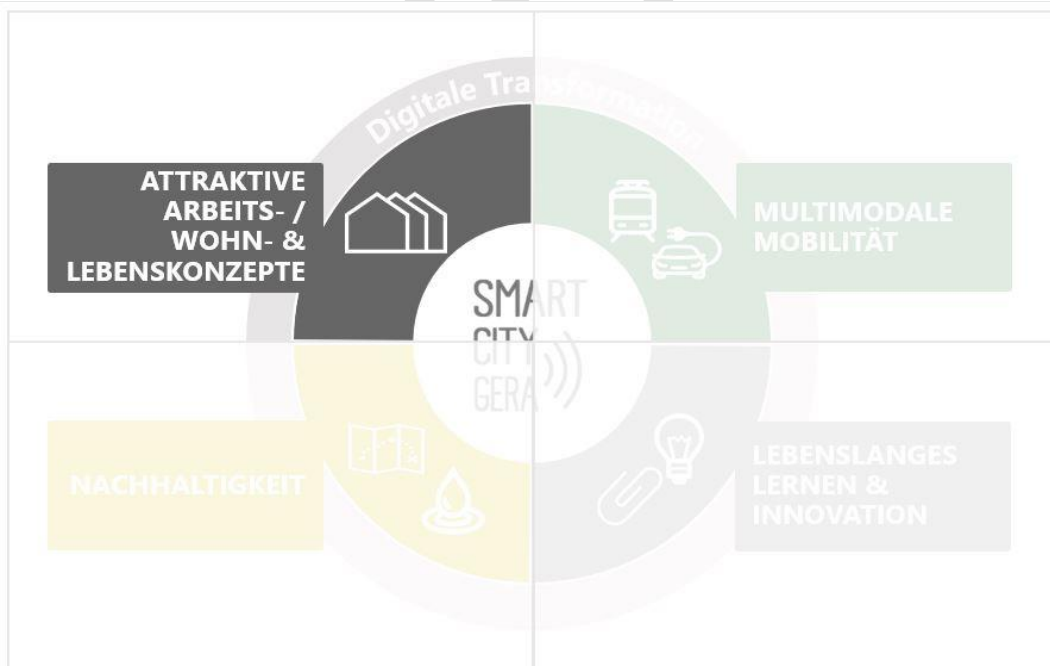 Digitale Transformation
ATTRAKTIVE
ARBEITS- /
WOHN- &
LEBENSKONZEPTE
MULTIMODALE
MOBILITÄT
SMART
CITY
GERA
NACHHALTIGKEIT
LEBENSLANGES
LERNEN &
INNOVATION